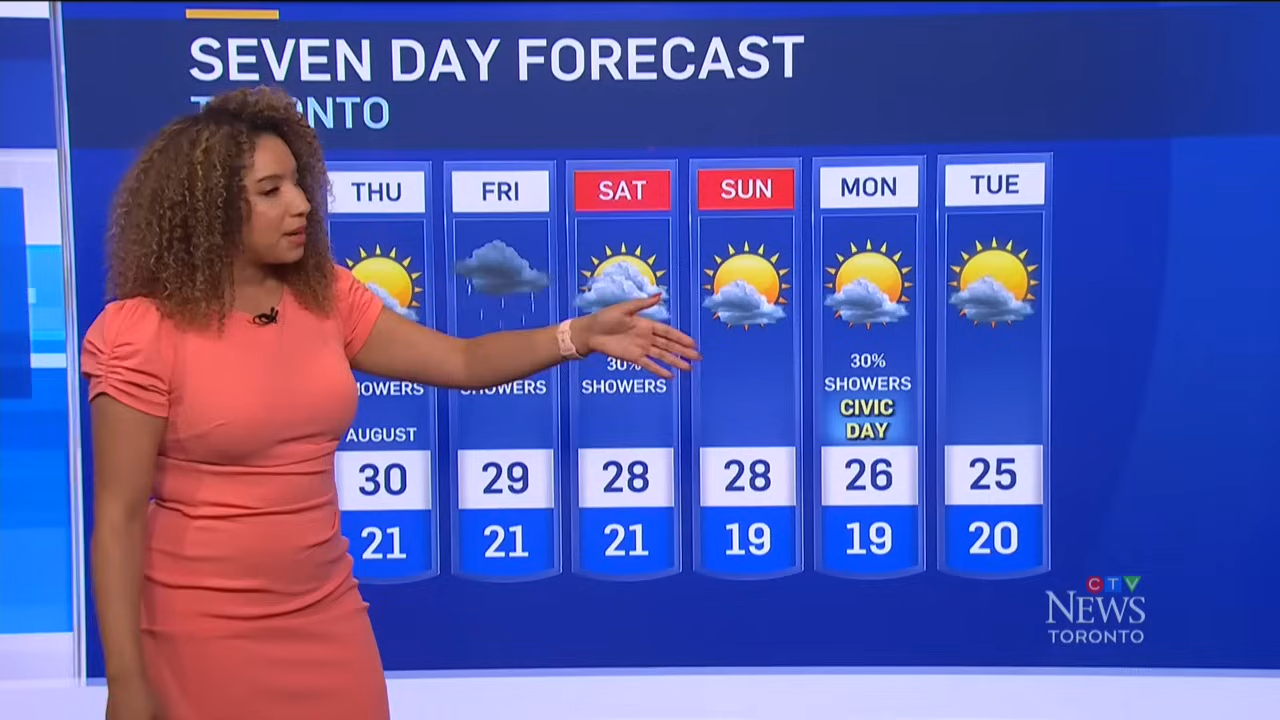 SEVEN DAY FORECAST
NTO
THU
FRI
SAT
SUN
MON
TUE
30%
SHOWERS
30%
SHOWERS
SHOWERS
CIVIC
DAY
AUGUST
30
29
28
28
26
25
21
21
21
19
19
20
CTV
NEWS
TORONTO